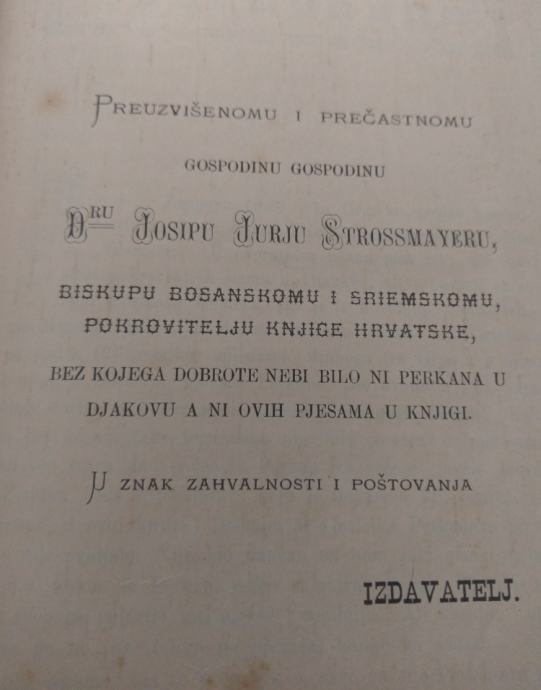 PREUZVIŠENOMU I PREČASTNOMU
GOSPODINU GOSPODINU
DRU JOSIPU JURJU STROSSMAYERU,
BISKUPU BOSANSKOMU I SRIEMSKOMU,
POKROVITELJU KNJIGE HRVATSKE,
BEZ KOJEGA DOBROTE NEBI BILO NI PERKANA U
DJAKOVU A NI OVIH PJESAMA U KNJIGI.
U ZNAK ZAHVALNOSTI I POŠTOVANJA
IZDAVATELJ.